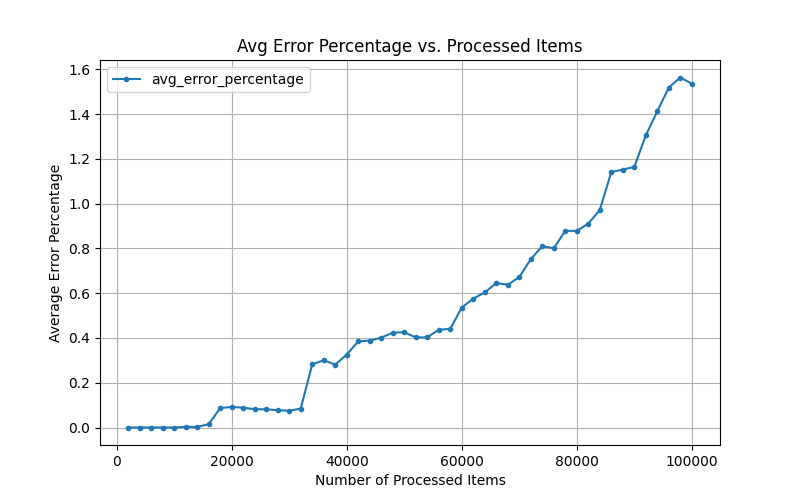 Avg Error Percentage vs. Processed Items
avg_error_percentage
Average Error Percentage
1.6
1.4
1.2
1.0
0.8
0.6
0.4
0.2
0.0
0 20000 40000 60000 80000 100000
Number of Processed Items